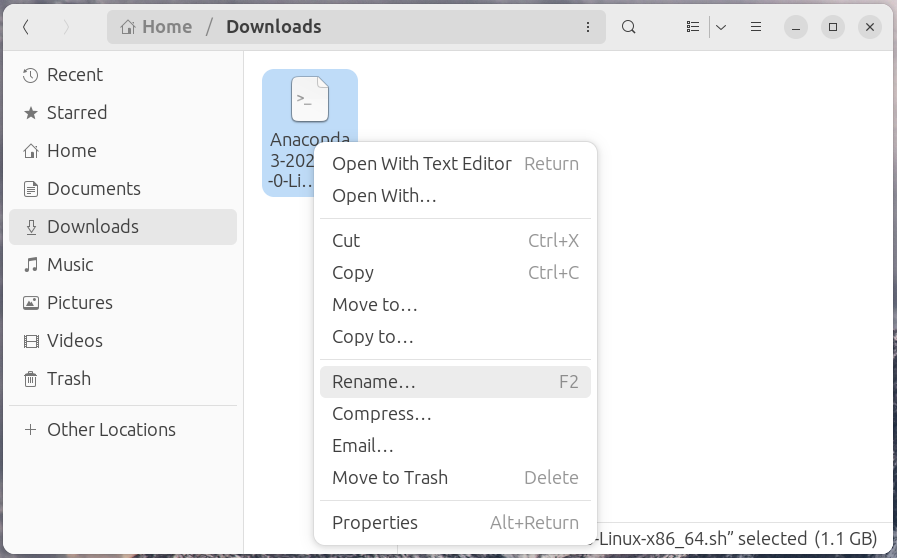 Home / Downloads
Recent
Starred
Home
Documents
Downloads
Music
Pictures
Videos
Trash
Other Locations
>_
Anaconda
3-202
-0-Li…
Open With Text Editor Return
Open With…
Cut Ctrl+X
Copy Ctrl+C
Move to…
Copy to…
Rename… F2
Compress…
Email…
Move to Trash Delete
Properties Alt+Return
-Linux-x86_64.sh” selected (1.1 GB)